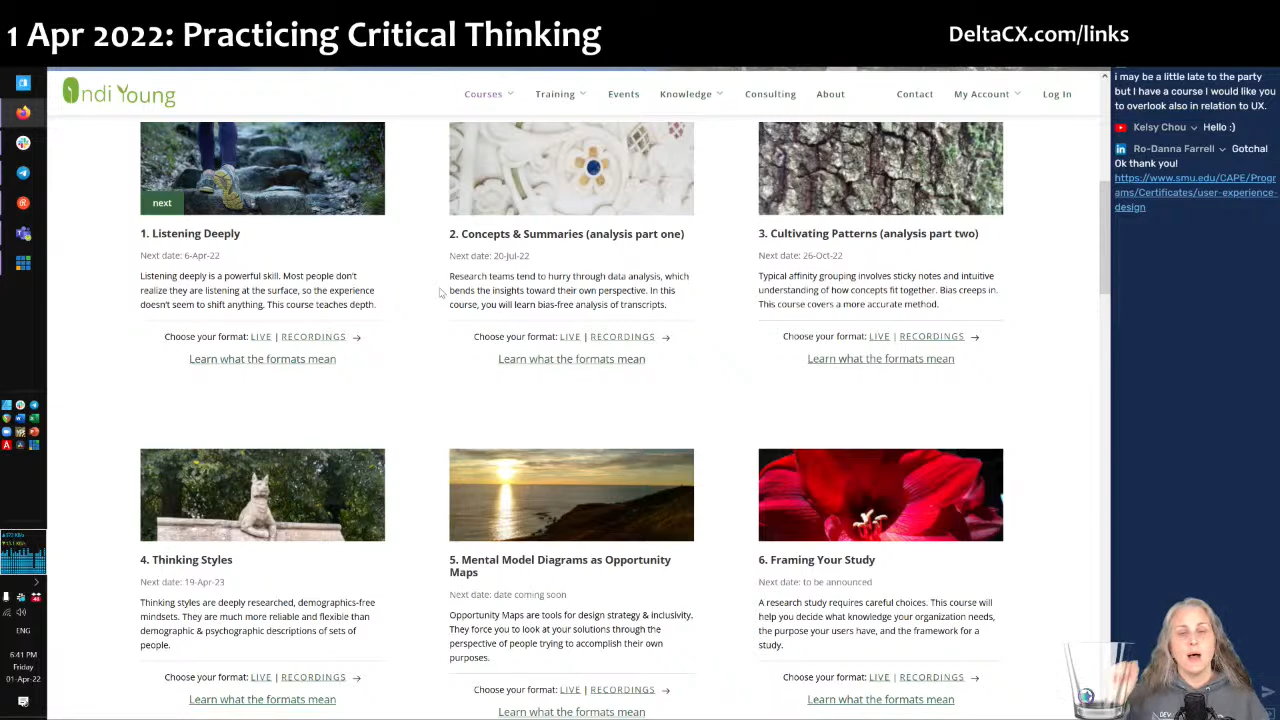 1 Apr 2022: Practicing Critical Thinking
DeltaCX.com/links
Indi Young
Courses
Training
Events
Knowledge
Consulting
About
Contact
My Account
Log In
next
1. Listening Deeply
Next date: 6-Apr-22
Listening deeply is a powerful skill. Most people don't
realize they are listening at the surface, so the experience
doesn't seem to shift anything. This course teaches depth.
Choose your format: LIVE | RECORDINGS →
Learn what the formats mean
2. Concepts & Summaries (analysis part one)
Next date: 20-Jul-22
Research teams tend to hurry through data analysis, which
bends the insights toward their own perspective. In this
course, you will learn bias-free analysis of transcripts.
Choose your format: LIVE | RECORDINGS →
Learn what the formats mean
3. Cultivating Patterns (analysis part two)
Next date: 26-Oct-22
Typical affinity grouping involves sticky notes and intuitive
understanding of how concepts fit together. Bias creeps in.
This course covers a more accurate method.
Choose your format: LIVE | RECORDINGS →
Learn what the formats mean
4. Thinking Styles
Next date: 19-Apr-23
Thinking styles are deeply researched, demographics-free
mindsets. They are much more reliable and flexible than
demographic & psychographic descriptions of sets of
people.
Choose your format: LIVE | RECORDINGS →
Learn what the formats mean
5. Mental Model Diagrams as Opportunity
Maps
Next date: date coming soon
Opportunity Maps are tools for design strategy & inclusivity.
They force you to look at your solutions through the
perspective of people trying to accomplish their own
purposes.
Choose your format: LIVE | RECORDINGS →
Learn what the formats mean
6. Framing Your Study
Next date: to be announced
A research study requires careful choices. This course will
help you decide what knowledge your organization needs,
the purpose your users have, and the framework for a
study.
Choose your format: LIVE | RECORDINGS →
Learn what the formats mean
i may be a little late to the party
but I have a course I would like you
to overlook also in relation to UX.
Kelsy Chou Hello :)
Ro-Danna Farrell Gotcha!
Ok thank you!
https://www.smu.edu/CAPE/Progr
ams/Certificates/user-experience-
design
ENG
6:41 PM
Friday
01-Apr-22
DEV